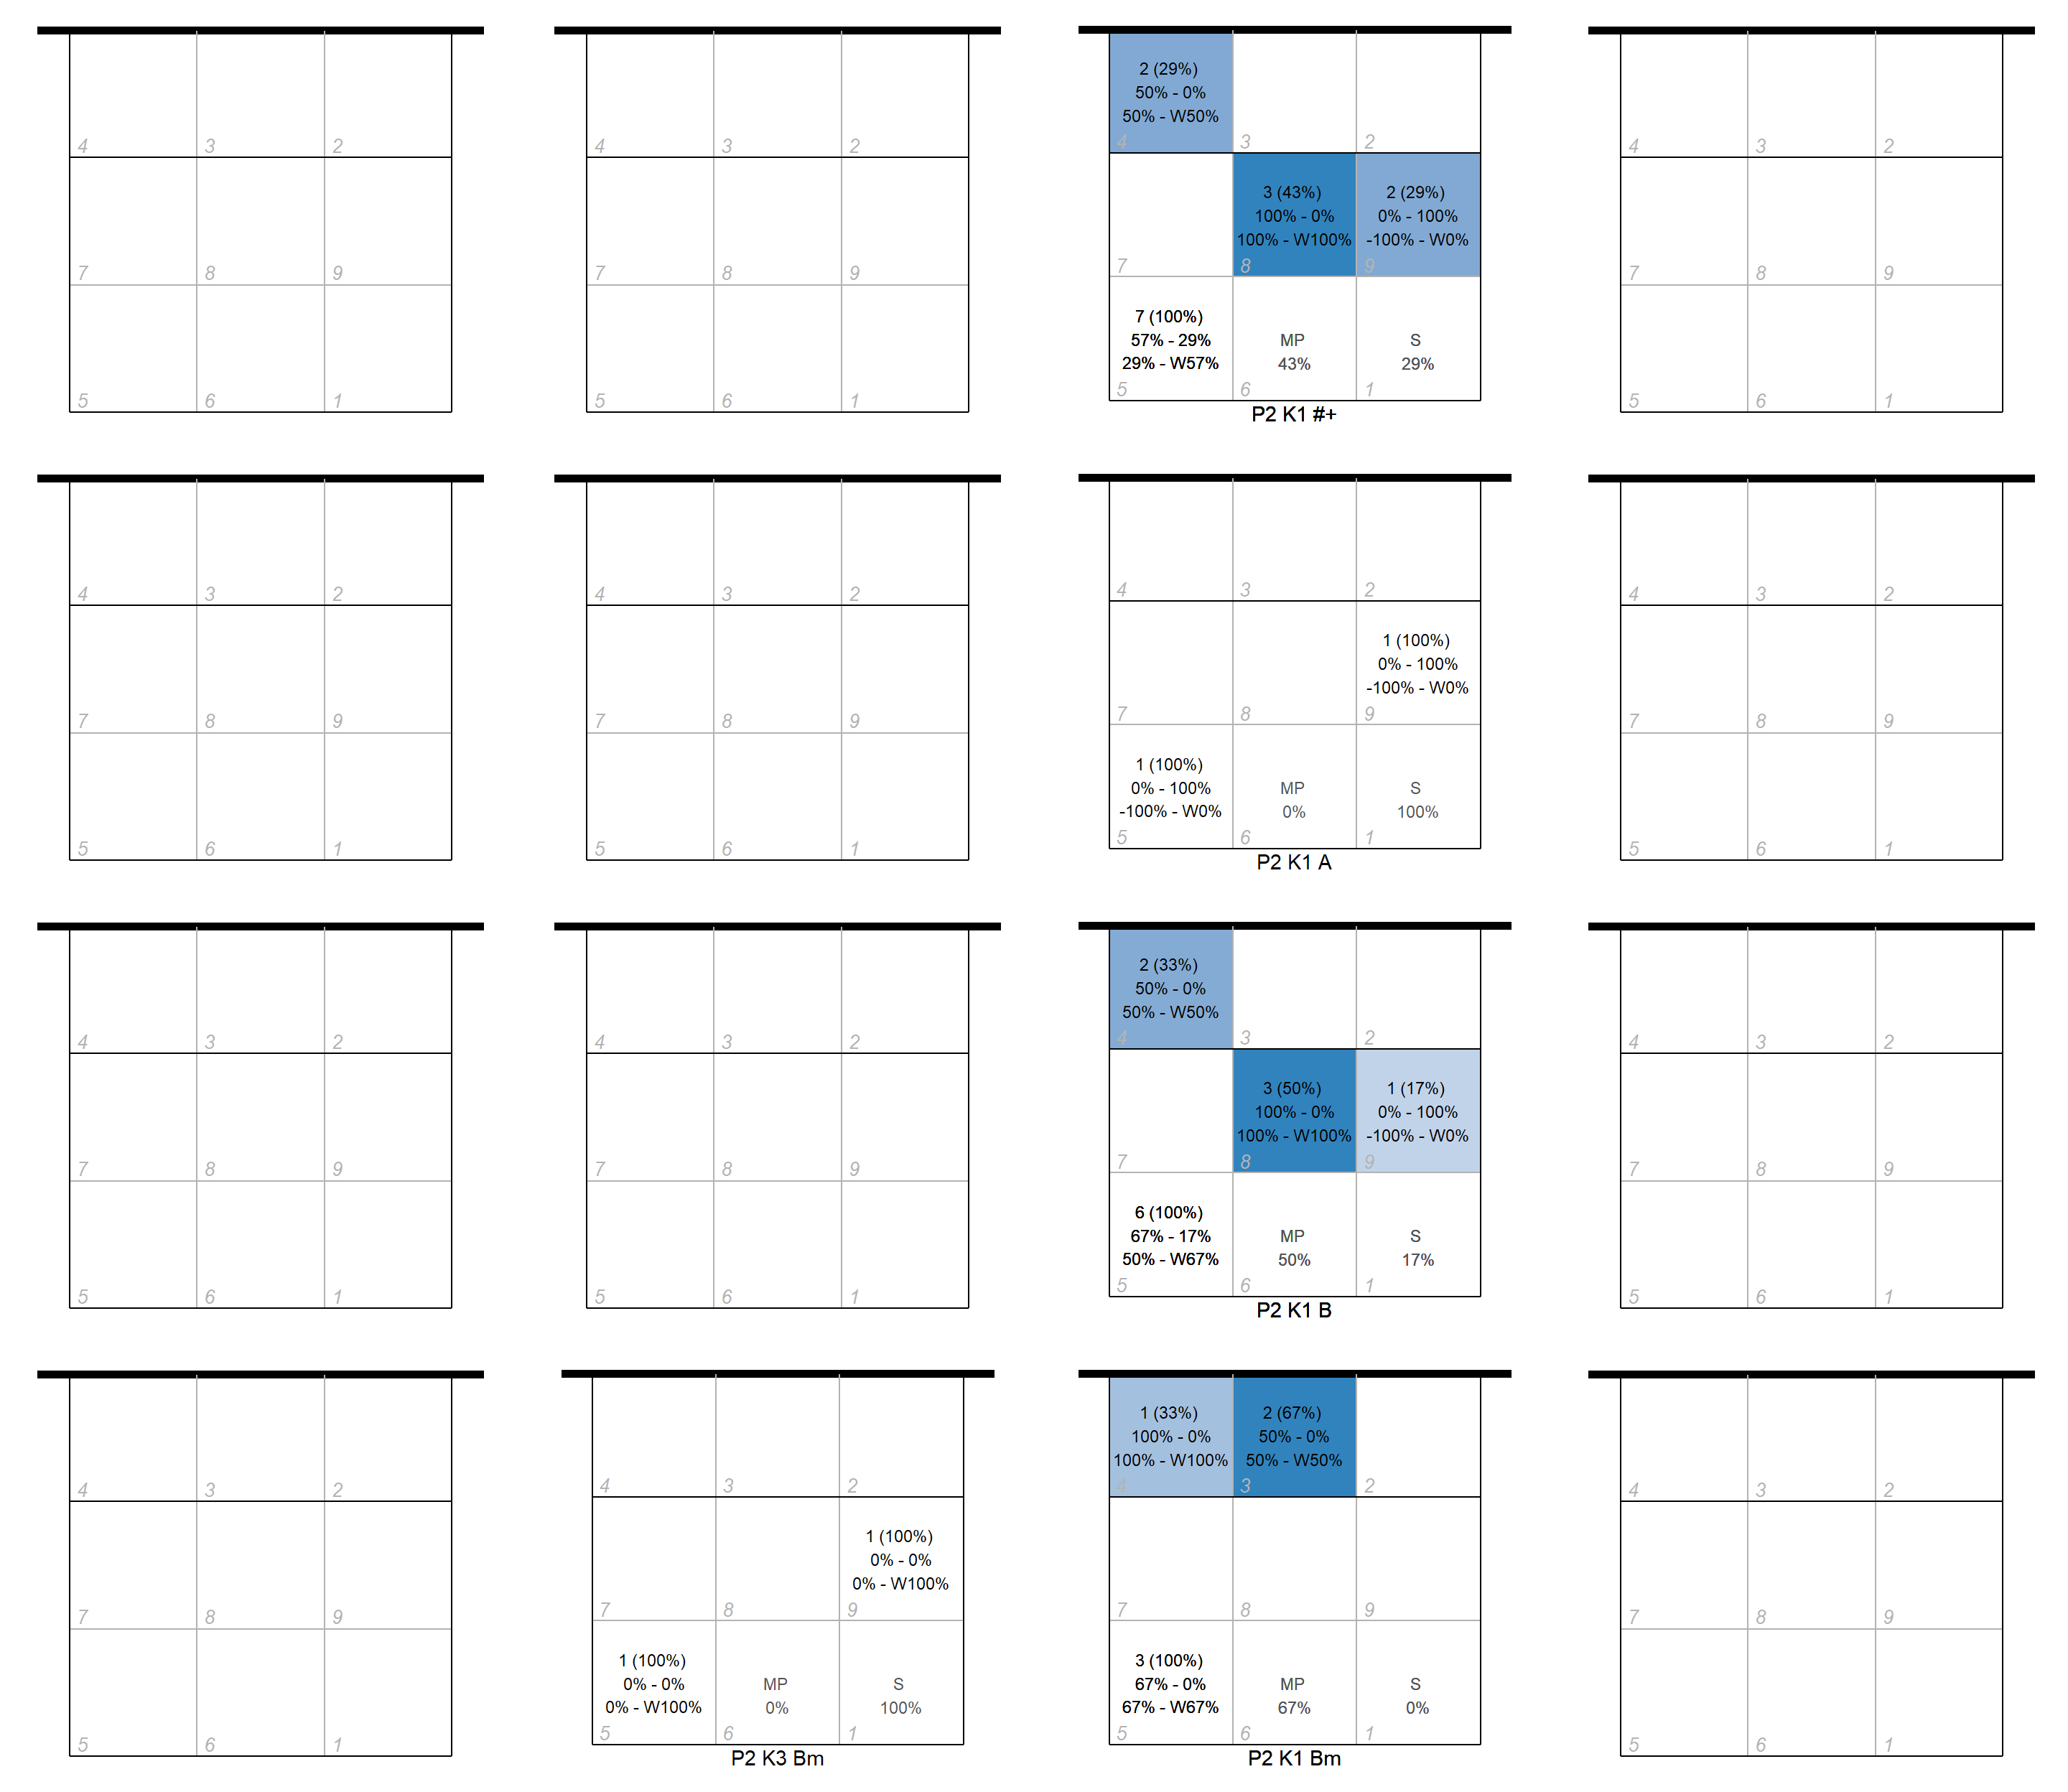 4 3 2
4 3 2
2 (29%)
50% - 0%
50% - W50%
4 3 2
4 3 2
7 8 9
7 8 9
3 (43%)
100% - 0%
100% - W100%
2 (29%)
0% - 100%
-100% - W0%
7 8 9
7 8 9
5 6 1
5 6 1
7 (100%)
57% - 29%
29% - W57%
MP
43%
S
29%
5 6 1
P2 K1 #+
5 6 1
4 3 2
4 3 2
4 3 2
4 3 2
7 8 9
7 8 9
1 (100%)
0% - 100%
-100% - W0%
7 8 9
7 8 9
5 6 1
5 6 1
1 (100%)
0% - 100%
-100% - W0%
MP
0%
S
100%
5 6 1
P2 K1 A
5 6 1
4 3 2
4 3 2
2 (33%)
50% - 0%
50% - W50%
4 3 2
4 3 2
7 8 9
7 8 9
3 (50%)
100% - 0%
100% - W100%
1 (17%)
0% - 100%
-100% - W0%
7 8 9
7 8 9
5 6 1
5 6 1
6 (100%)
67% - 17%
50% - W67%
MP
50%
S
17%
5 6 1
P2 K1 B
5 6 1
4 3 2
4 3 2
1 (33%)
100% - 0%
100% - W100%
2 (67%)
50% - 0%
50% - W50%
4 3 2
4 3 2
7 8 9
1 (100%)
0% - 0%
0% - W100%
7 8 9
7 8 9
7 8 9
5 6 1
1 (100%)
0% - 0%
0% - W100%
MP
0%
S
100%
5 6 1
P2 K3 Bm
3 (100%)
67% - 0%
67% - W67%
MP
67%
S
0%
5 6 1
P2 K1 Bm
5 6 1